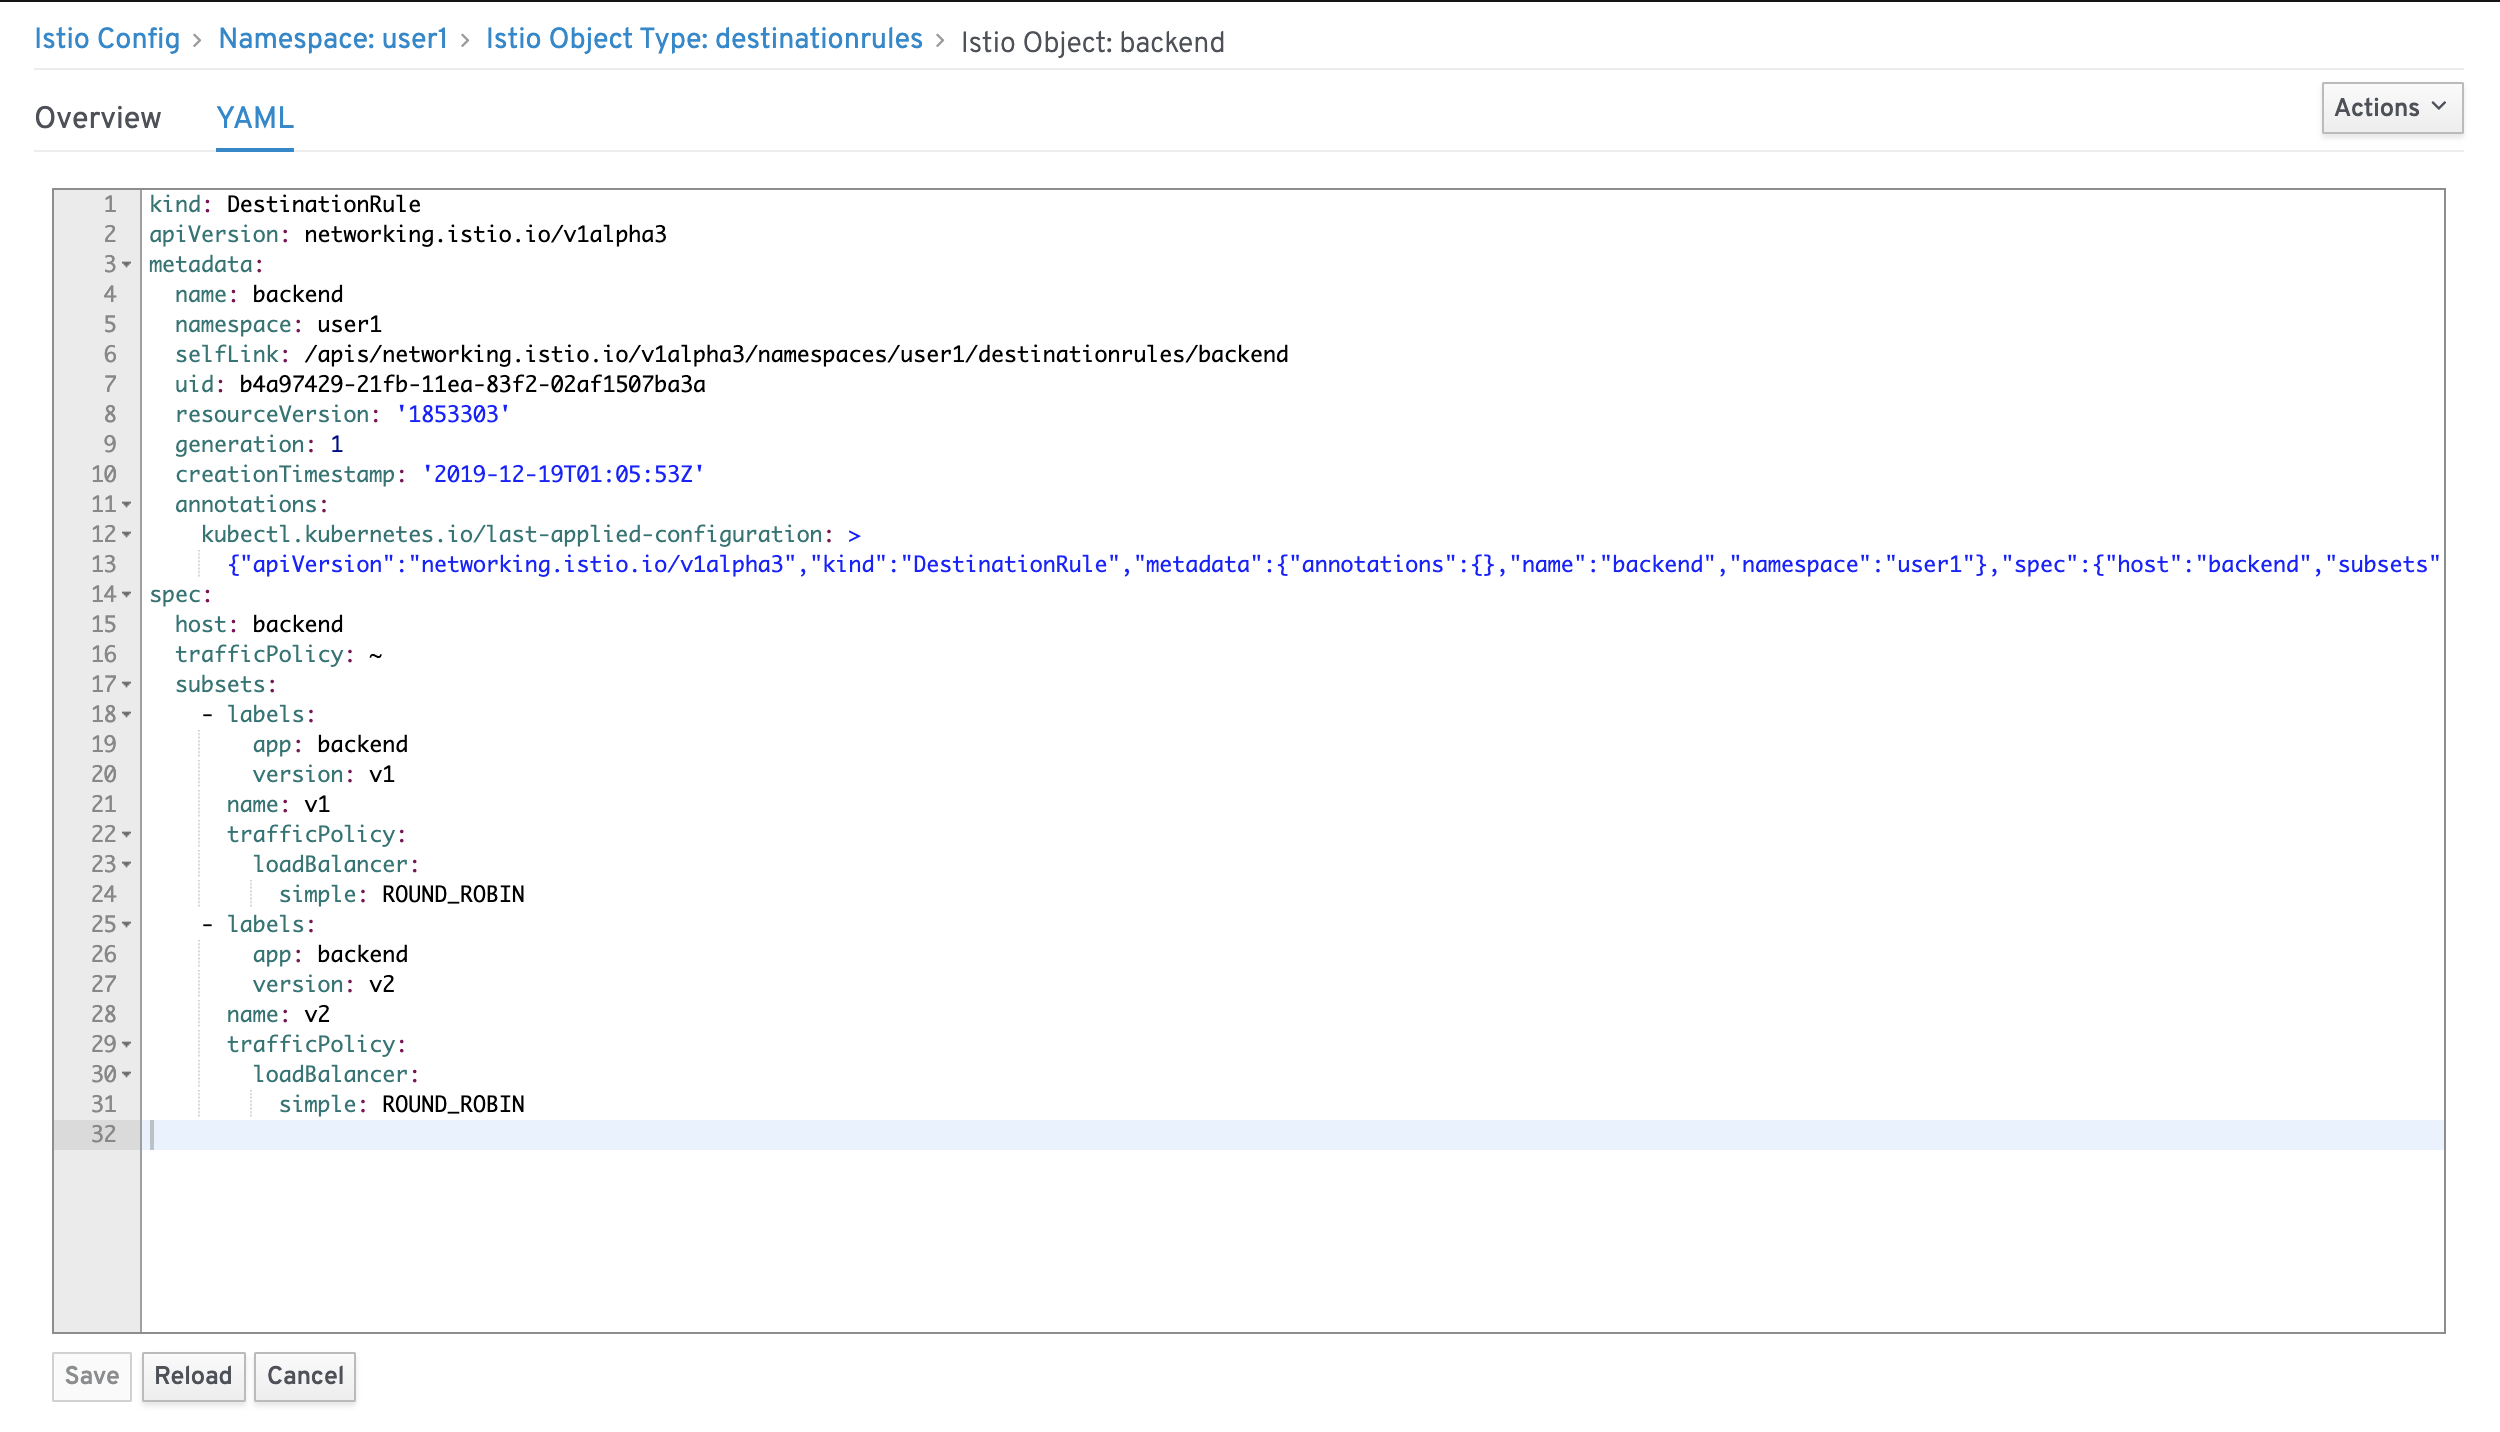 Istio Config > Namespace: user1 > Istio Object Type: destinationrules > Istio Object: backend
Overview YAML Actions
1 kind: DestinationRule
2 apiVersion: networking.istio.io/v1alpha3
3 metadata:
4   name: backend
5   namespace: user1
6   selfLink: /apis/networking.istio.io/v1alpha3/namespaces/user1/destinationrules/backend
7   uid: b4a97429-21fb-11ea-83f2-02af1507ba3a
8   resourceVersion: '1853303'
9   generation: 1
10   creationTimestamp: '2019-12-19T01:05:53Z'
11   annotations:
12     kubectl.kubernetes.io/last-applied-configuration: >
13       {"apiVersion":"networking.istio.io/v1alpha3","kind":"DestinationRule","metadata":{"annotations":{},"name":"backend","namespace":"user1"},"spec":{"host":"backend","subsets"
14 spec:
15   host: backend
16   trafficPolicy: ~
17   subsets:
18     - labels:
19         app: backend
20         version: v1
21       name: v1
22       trafficPolicy:
23         loadBalancer:
24           simple: ROUND_ROBIN
25     - labels:
26         app: backend
27         version: v2
28       name: v2
29       trafficPolicy:
30         loadBalancer:
31           simple: ROUND_ROBIN
32
Save Reload Cancel